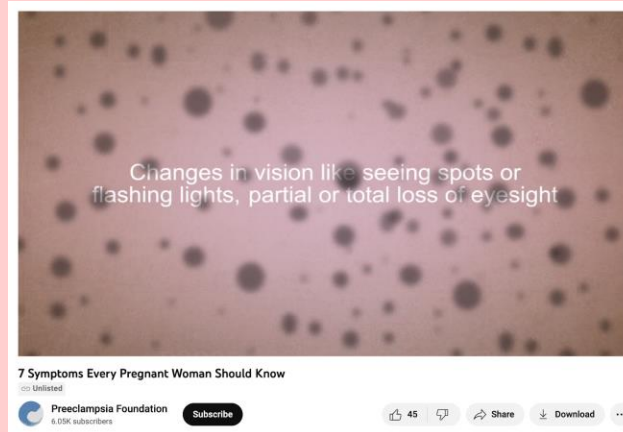 Changes in vision like seeing spots or
flashing lights, partial or total loss of eyesight
7 Symptoms Every Pregnant Woman Should Know
Unlisted
Preeclampsia Foundation
6.05K subscribers
Subscribe
45
Share
Download